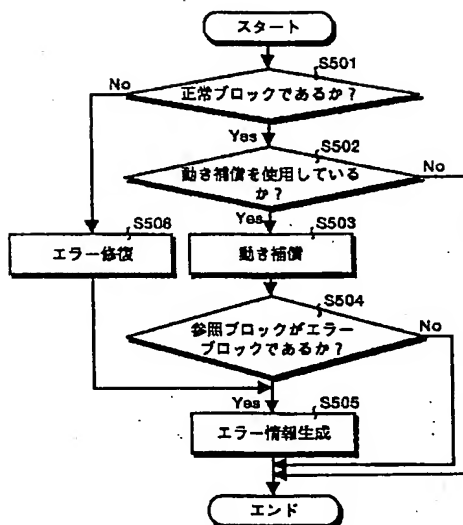 スタート
S501
正常ブロックであるか?
No
Yes
S502
動き補償を使用している
か?
No
Yes
S506
エラー修復
S503
動き補償
S504
参照ブロックがエラー
ブロックであるか?
No
Yes
S505
エラー情報生成
エンド